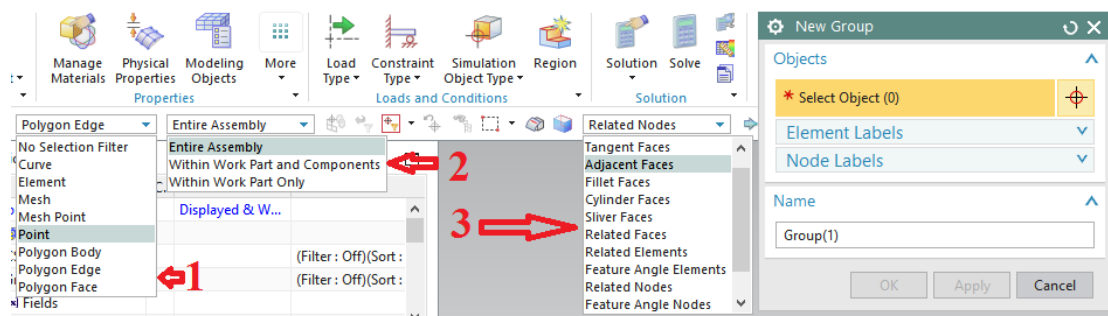 Manage Materials
Physical Properties
Modeling Objects
More
Load Type
Constraint Type
Simulation Object Type
Region
Solution
Solve
Properties
Loads and Conditions
Solution
Polygon Edge
Entire Assembly
Related Nodes
No Selection Filter
Curve
Element
Mesh
Mesh Point
Point
Polygon Body
Polygon Edge
Polygon Face
Fields
1
Entire Assembly
Within Work Part and Components
Within Work Part Only
2
C.
Displayed & W...
(Filter : Off)(Sort :
(Filter : Off)(Sort :
Tangent Faces
Adjacent Faces
Fillet Faces
Cylinder Faces
Sliver Faces
Related Faces
Related Elements
Feature Angle Elements
Related Nodes
Feature Angle Nodes
3
New Group
Objects
* Select Object (0)
Element Labels
Node Labels
Name
Group(1)
OK
Apply
Cancel